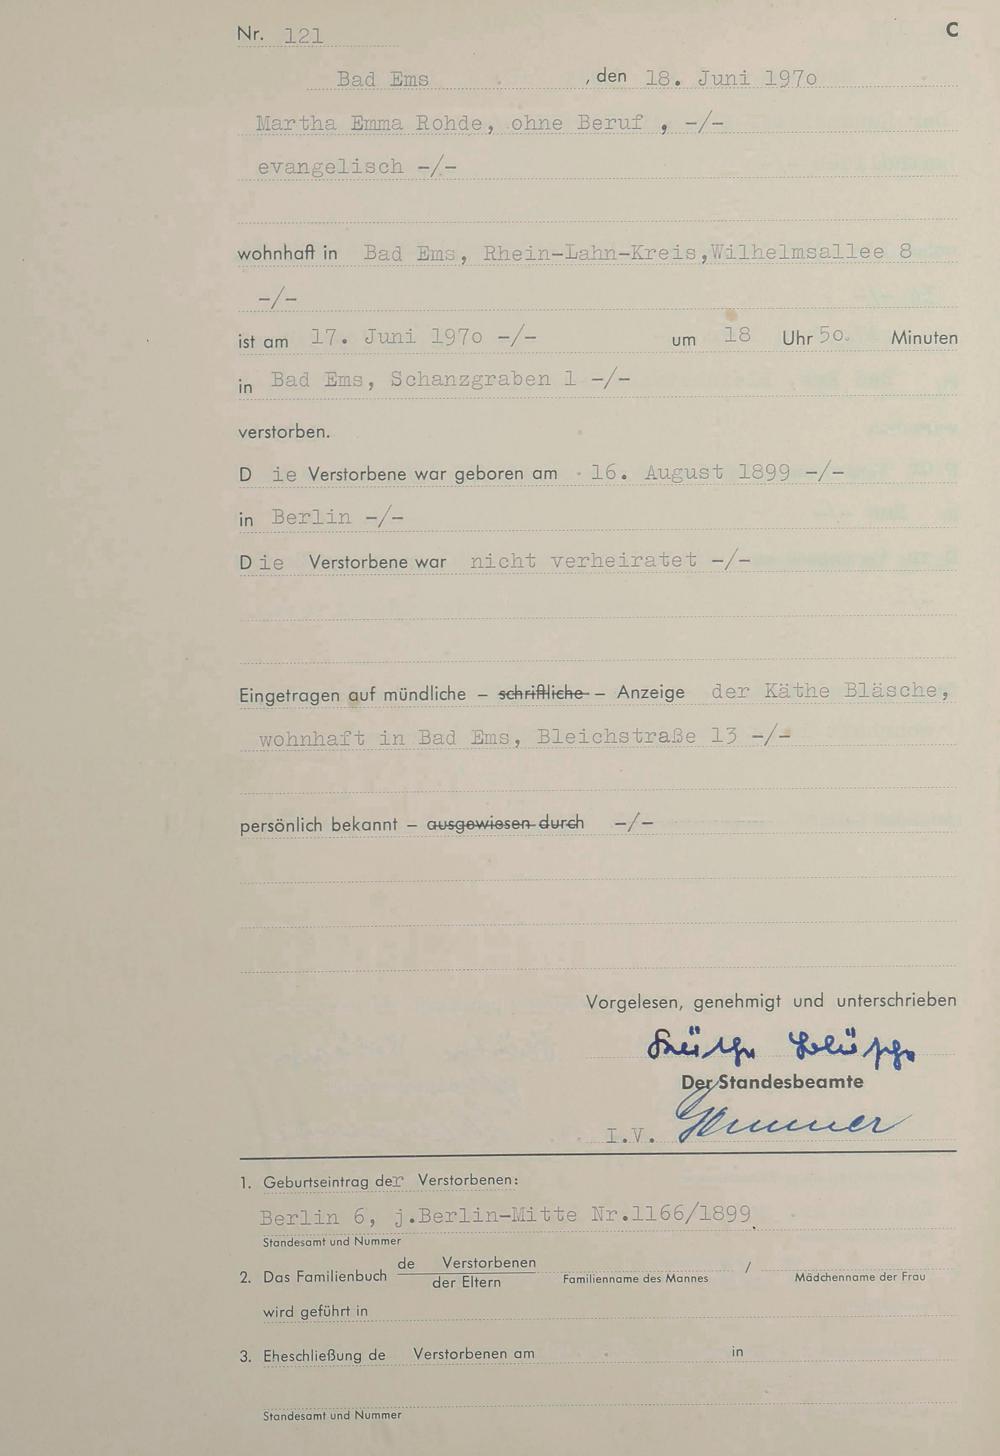 Nr. 121
C
Bad Ems , den 18. Juni 1970
Martha Emma Rohde, ohne Beruf , -/-
evangelisch -/-
wohnhaft in Bad Ems, Rhein-Lahn-Kreis,Wilhelmsallee 8
-/-
ist am 17. Juni 1970 -/- um 18 Uhr 50. Minuten
in Bad Ems, Schanzgraben 1 -/-
verstorben.
D ie Verstorbene war geboren am 16. August 1899 -/-
in Berlin -/-
Die Verstorbene war nicht verheiratet -/-
Eingetragen auf mündliche – schriftliche – Anzeige der Käthe Bläsche,
wohnhaft in Bad Ems, Bleichstraße 13 -/-
persönlich bekannt – ausgewiesen durch -/-
Vorgelesen, genehmigt und unterschrieben
Käthe Bläsche
Der Standesbeamte
I.V.
1. Geburtseintrag der Verstorbenen:
Berlin 6, j.Berlin-Mitte Nr.1166/1899
Standesamt und Nummer
2. Das Familienbuch de Verstorbenen / 
der Eltern Familienname des Mannes Mädchenname der Frau
wird geführt in
3. Eheschließung de Verstorbenen am in
Standesamt und Nummer